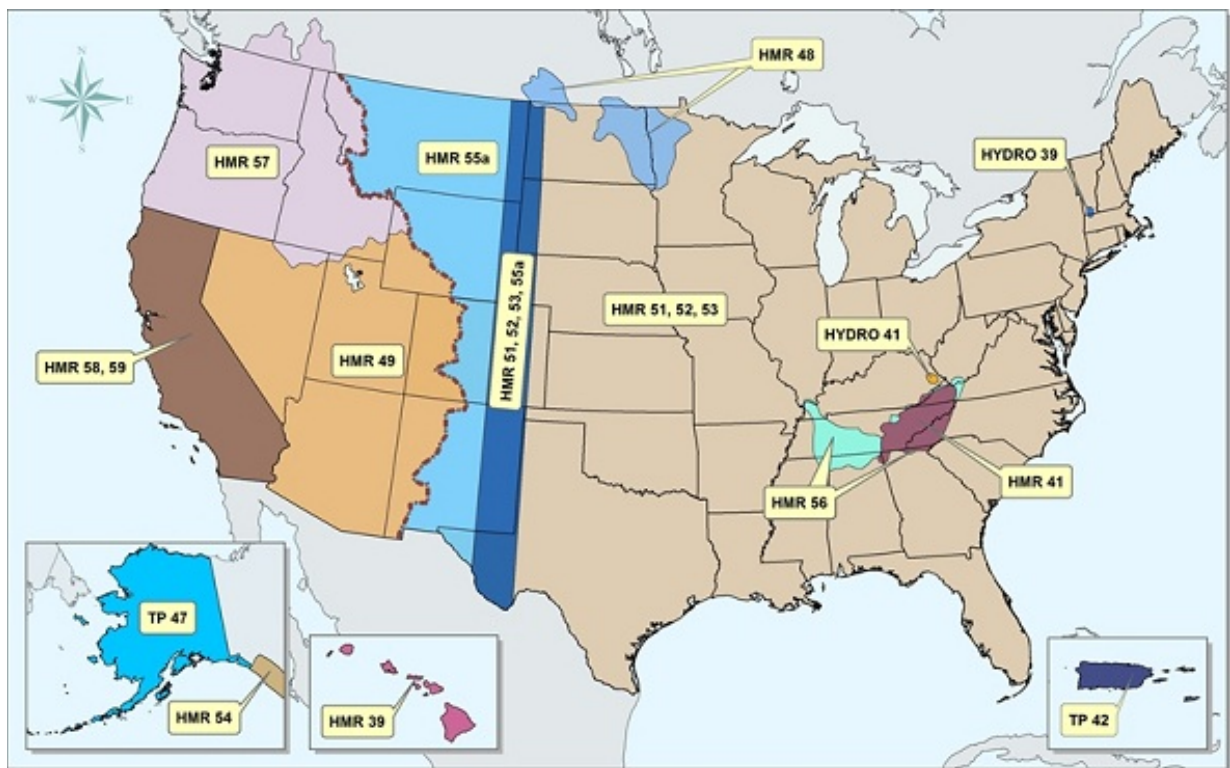 N
W
E
S
HMR 48
HMR 57
HMR 55a
HYDRO 39
HMR 51, 52, 53, 55a
HMR 51, 52, 53
HYDRO 41
HMR 58, 59
HMR 49
HMR 41
HMR 56
TP 47
HMR 54
HMR 39
TP 42